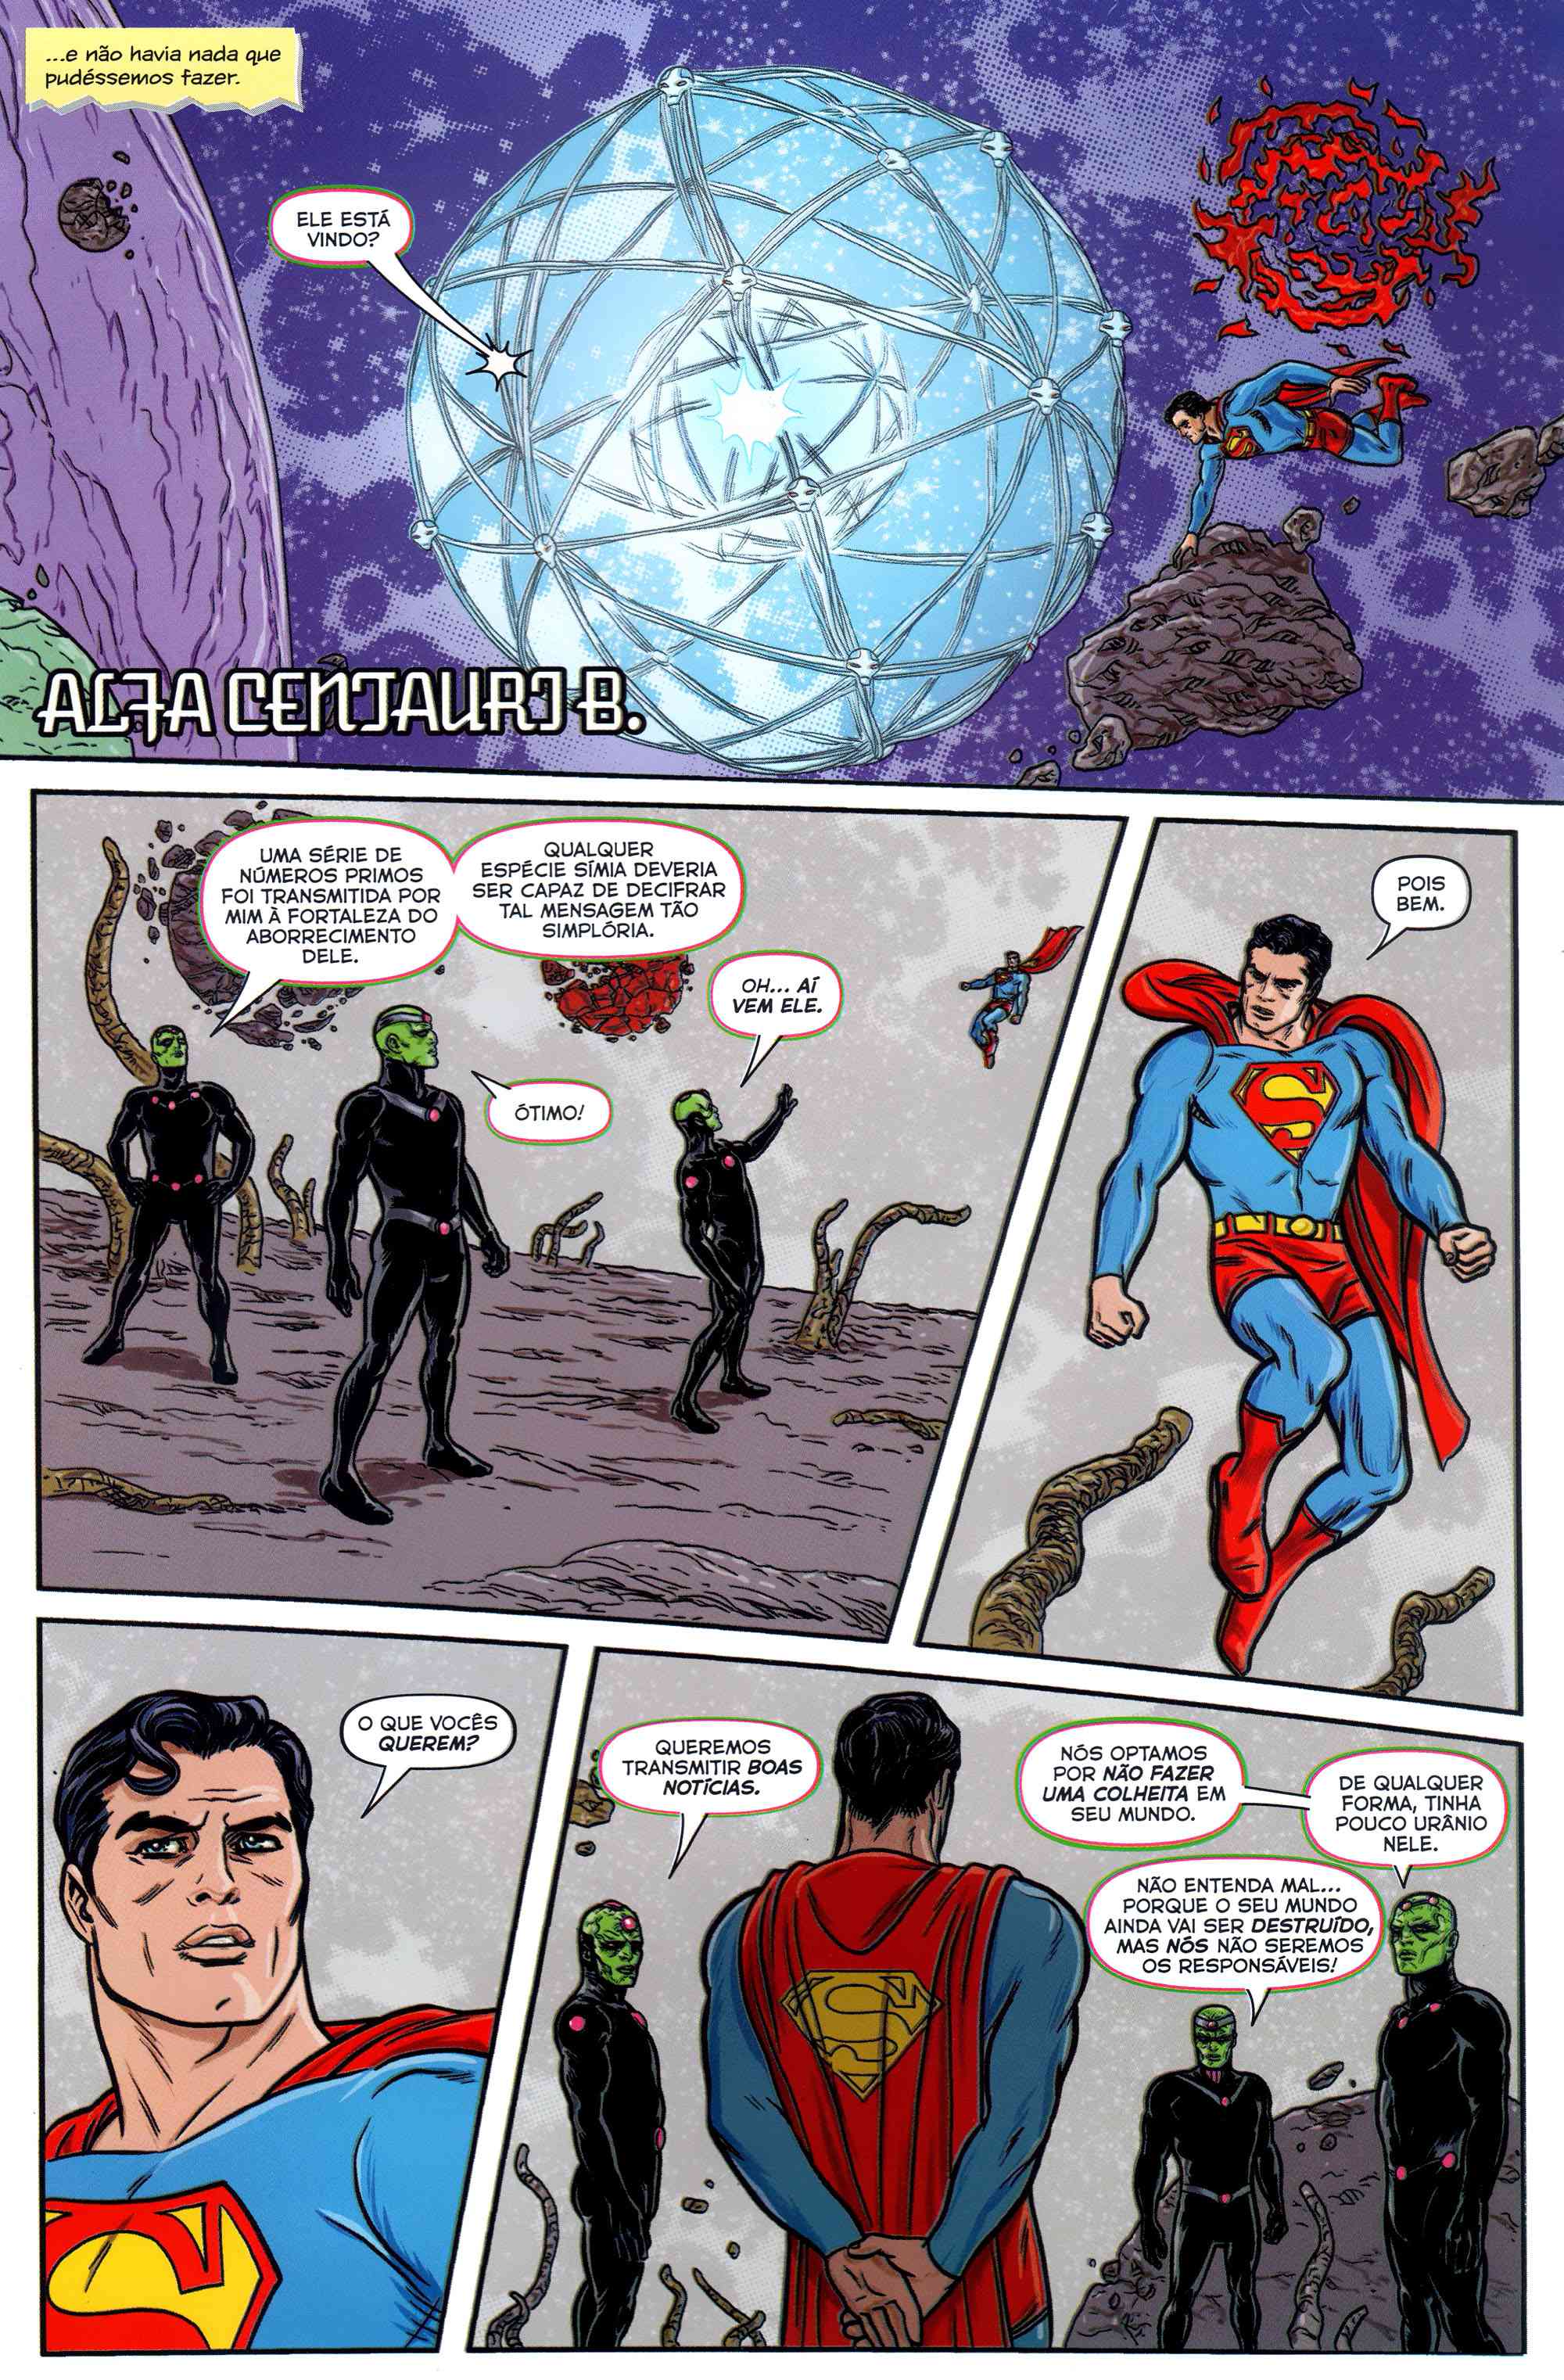 ...e não havia nada que
pudéssemos fazer.
ELE ESTÁ
VINDO?
ALFA CENTAURI B.
UMA SÉRIE DE
NÚMEROS PRIMOS
FOI TRANSMITIDA POR
MIM À FORTALEZA DO
ABORRECIMENTO
DELE.
QUALQUER
ESPÉCIE SÍMIA DEVERIA
SER CAPAZ DE DECIFRAR
TAL MENSAGEM TÃO
SIMPLÓRIA.
ÓTIMO!
OH... AÍ
VEM ELE.
POIS
BEM.
O QUE VOCÊS
QUEREM?
QUEREMOS
TRANSMITIR BOAS
NOTÍCIAS.
NÓS OPTAMOS
POR NÃO FAZER
UMA COLHEITA EM
SEU MUNDO.
DE QUALQUER
FORMA, TINHA
POUCO URÂNIO
NELE.
NÃO ENTENDA MAL...
PORQUE O SEU MUNDO
AINDA VAI SER DESTRUÍDO,
MAS NÓS NÃO SEREMOS
OS RESPONSÁVEIS!